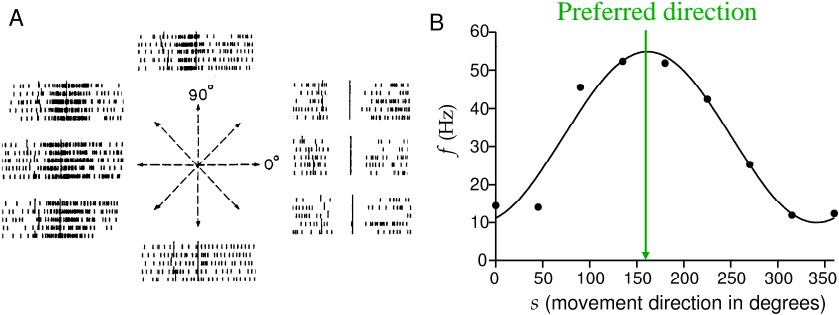 A
90°
0°
B
Preferred direction
60
50
40
30
20
10
0
f (Hz)
0 50 100 150 200 250 300 350
s (movement direction in degrees)